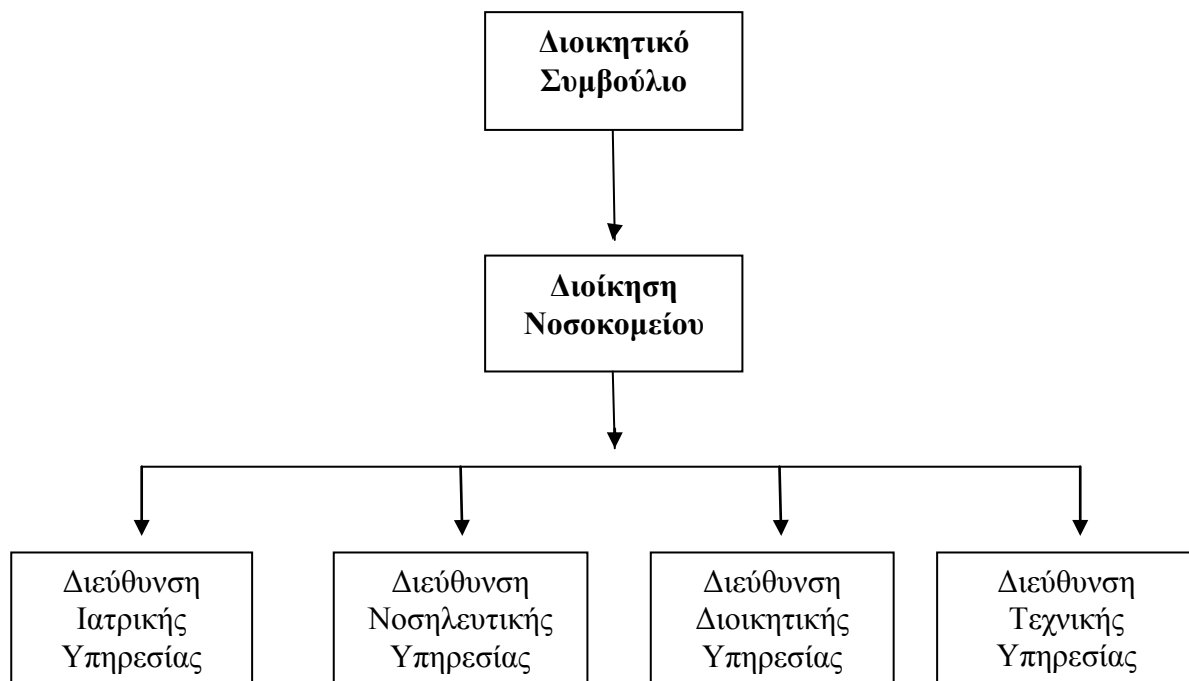 Διοικητικό
Συμβούλιο
Διοίκηση
Νοσοκομείου
Διεύθυνση
Ιατρικής
Υπηρεσίας
Διεύθυνση
Νοσηλευτικής
Υπηρεσίας
Διεύθυνση
Διοικητικής
Υπηρεσίας
Διεύθυνση
Τεχνικής
Υπηρεσίας